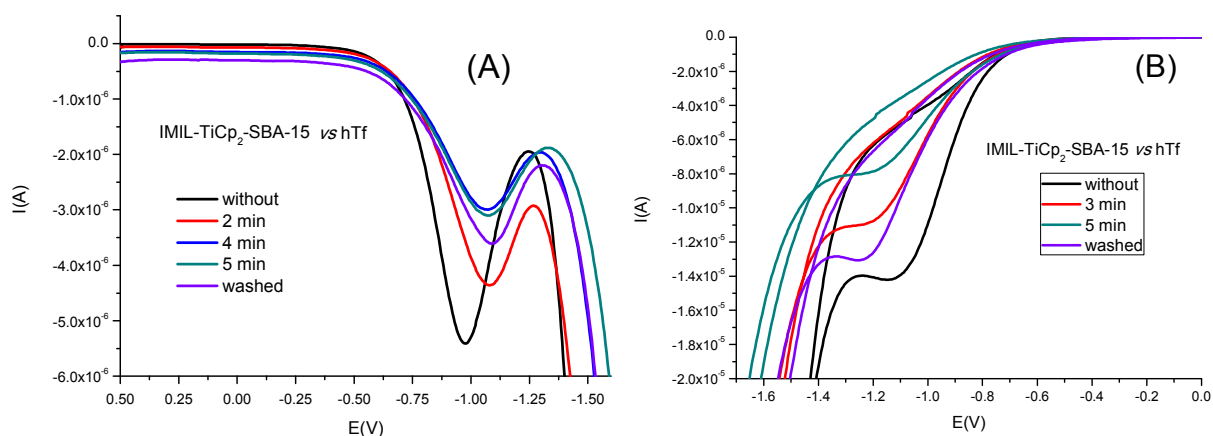 (A)
0.0
-1.0x10⁻⁶
-2.0x10⁻⁶
-3.0x10⁻⁶
-4.0x10⁻⁶
-5.0x10⁻⁶
-6.0x10⁻⁶
I(A)
IMIL-TiCp₂-SBA-15 vs hTf
without
2 min
4 min
5 min
washed
0.50 0.25 0.00 -0.25 -0.50 -0.75 -1.00 -1.25 -1.50
E(V)
(B)
0.0
-2.0x10⁻⁶
-4.0x10⁻⁶
-6.0x10⁻⁶
-8.0x10⁻⁶
-1.0x10⁻⁵
-1.2x10⁻⁵
-1.4x10⁻⁵
-1.6x10⁻⁵
-1.8x10⁻⁵
-2.0x10⁻⁵
I(A)
IMIL-TiCp₂-SBA-15 vs hTf
without
3 min
5 min
washed
-1.6 -1.4 -1.2 -1.0 -0.8 -0.6 -0.4 -0.2 0.0
E(V)